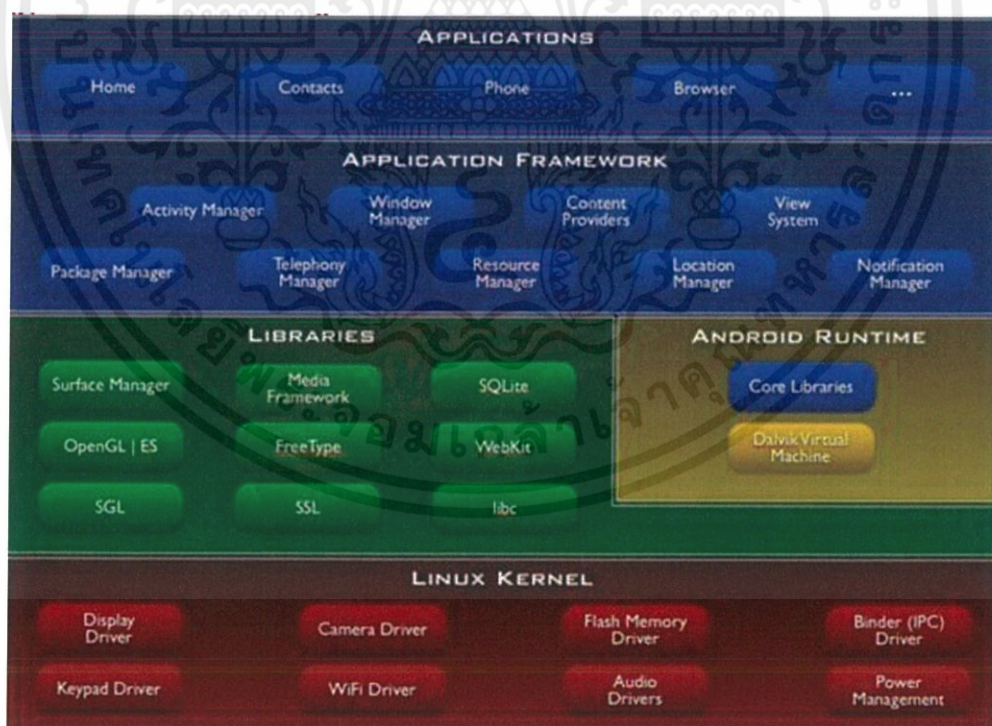 APPLICATIONS
Home
Contacts
Phone
Browser
...
APPLICATION FRAMEWORK
Activity Manager
Window
Manager
Content
Providers
View
System
Package Manager
Telephony
Manager
Resource
Manager
Location
Manager
Notification
Manager
LIBRARIES
Surface Manager
Media
Framework
SQLite
OpenGL | ES
FreeType
WebKit
SGL
SSL
libc
ANDROID RUNTIME
Core Libraries
Dalvik Virtual
Machine
LINUX KERNEL
Display
Driver
Camera Driver
Flash Memory
Driver
Binder (IPC)
Driver
Keypad Driver
WiFi Driver
Audio
Drivers
Power
Management